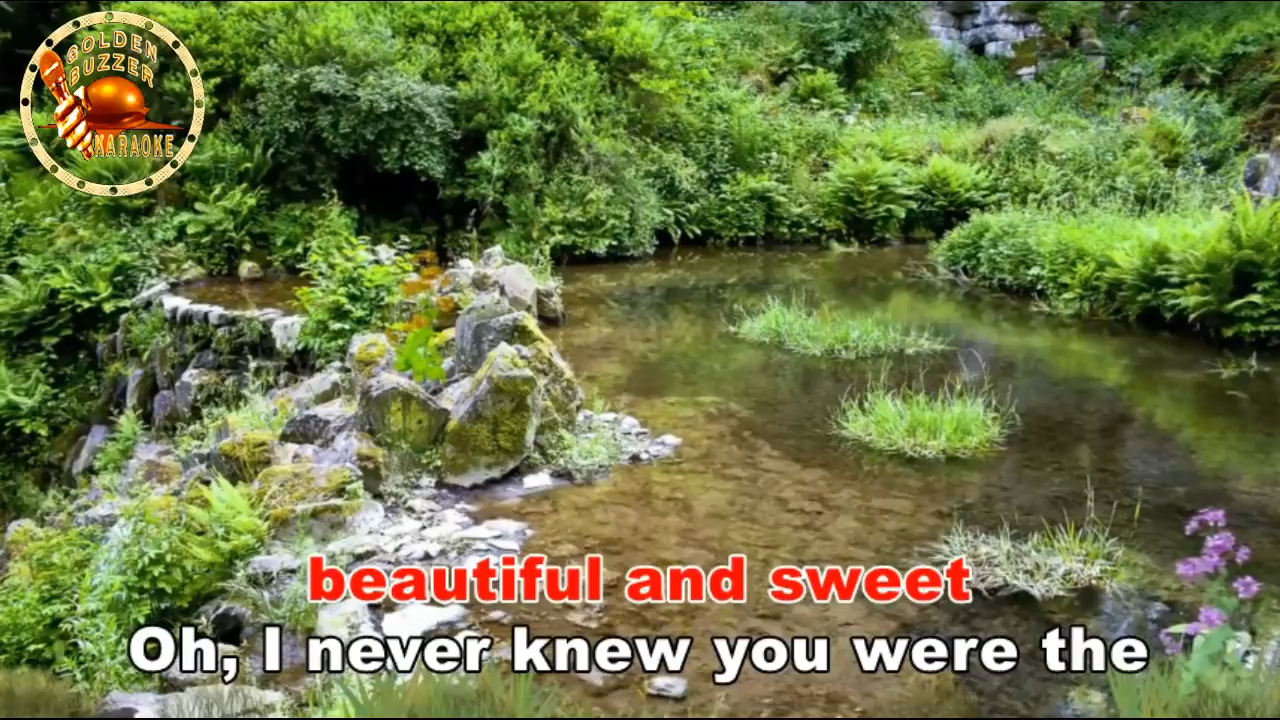 GOLDEN
BUZZER
KARAOKE
beautiful and sweet
Oh, I never knew you were the